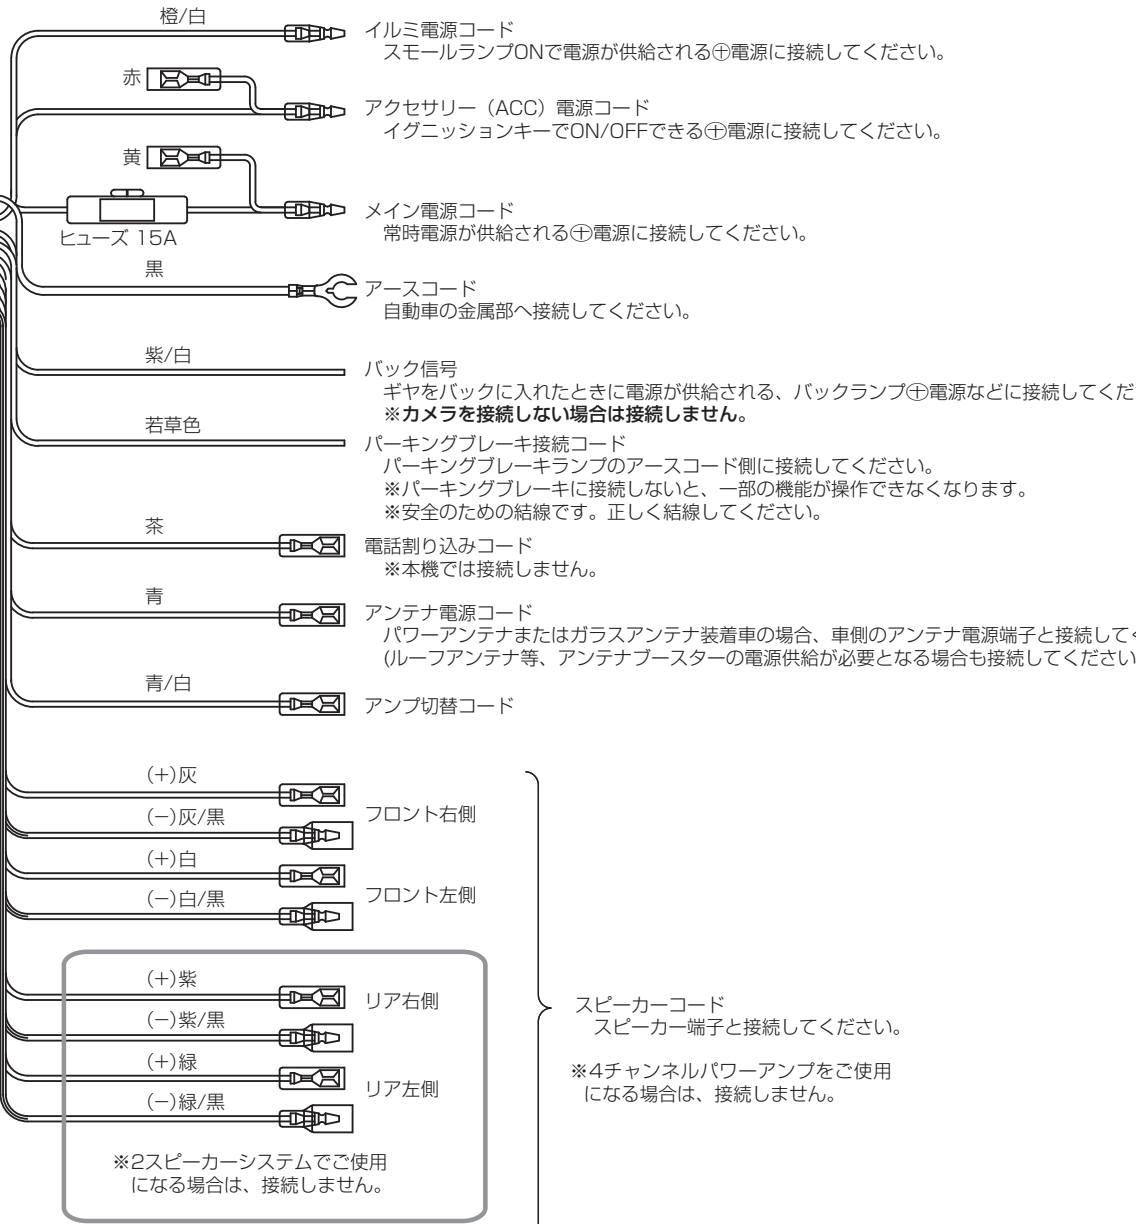 橙/白
イルミ電源コード
スモールランプONで電源が供給される⊕電源に接続してください。
赤
アクセサリー（ACC）電源コード
イグニッションキーでON/OFFできる⊕電源に接続してください。
黄
メイン電源コード
常時電源が供給される⊕電源に接続してください。
ヒューズ 15A
黒
アースコード
自動車の金属部へ接続してください。
紫/白
バック信号
ギヤをバックに入れたときに電源が供給される、バックランプ⊕電源などに接続してくだ
※カメラを接続しない場合は接続しません。
若草色
パーキングブレーキ接続コード
パーキングブレーキランプのアースコード側に接続してください。
※パーキングブレーキに接続しないと、一部の機能が操作できなくなります。
※安全のための結線です。正しく結線してください。
茶
電話割り込みコード
※本機では接続しません。
青
アンテナ電源コード
パワーアンテナまたはガラスアンテナ装着車の場合、車側のアンテナ電源端子と接続して
(ルーフアンテナ等、アンテナブースターの電源供給が必要となる場合も接続してください
青/白
アンプ切替コード
(+)灰
(−)灰/黒
フロント右側
(+)白
(−)白/黒
フロント左側
(+)紫
(−)紫/黒
リア右側
(+)緑
(−)緑/黒
リア左側
※2スピーカーシステムでご使用
になる場合は、接続しません。
スピーカーコード
スピーカー端子と接続してください。
※4チャンネルパワーアンプをご使用
になる場合は、接続しません。